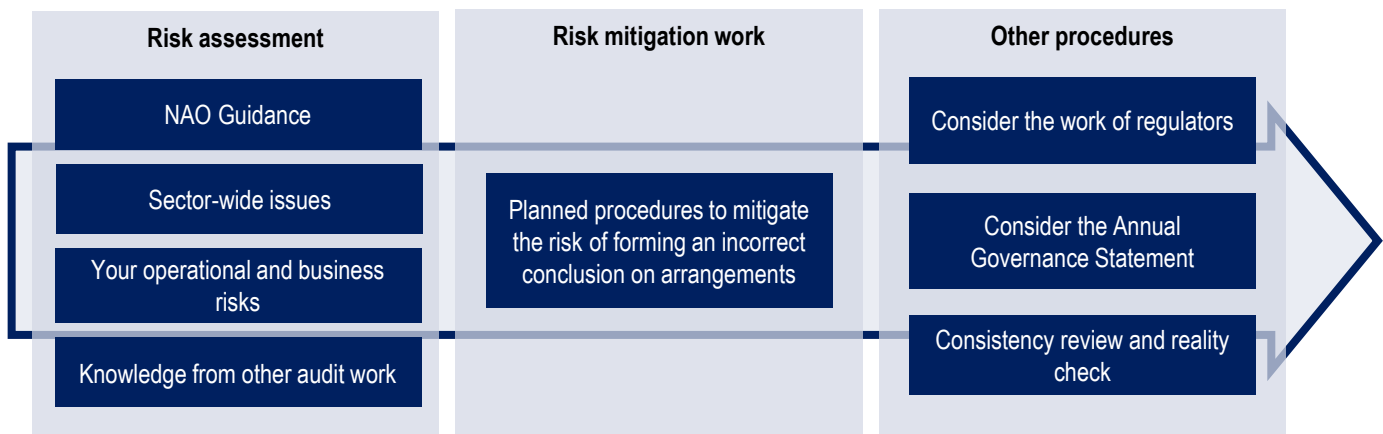 Risk assessment
NAO Guidance
Sector-wide issues
Your operational and business
risks
Knowledge from other audit work
Risk mitigation work
Planned procedures to mitigate
the risk of forming an incorrect
conclusion on arrangements
Other procedures
Consider the work of regulators
Consider the Annual
Governance Statement
Consistency review and reality
check